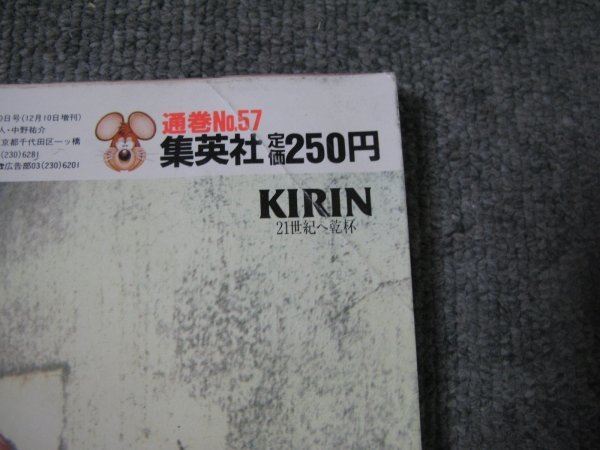 日号(12月10日増刊)
人・中野祐介
京都千代田区一ッ橋
(230)6281
広告部03(230)6201
通巻No.57
集英社 定価250円
KIRIN
21世紀へ乾杯